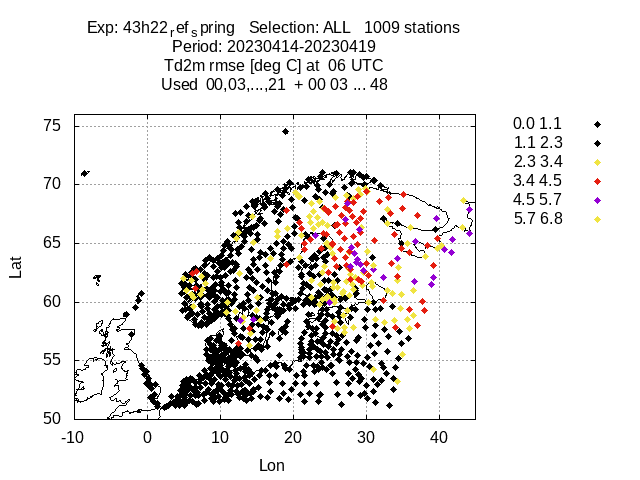 Exp: 43h22refspring   Selection: ALL   1009 stations
Period: 20230414-20230419
Td2m rmse [deg C] at  06 UTC
Used  00,03,...,21  + 00 03 ... 48
75
70
65
60
55
50
-10 0 10 20 30 40
Lat
Lon
0.0 1.1
1.1 2.3
2.3 3.4
3.4 4.5
4.5 5.7
5.7 6.8